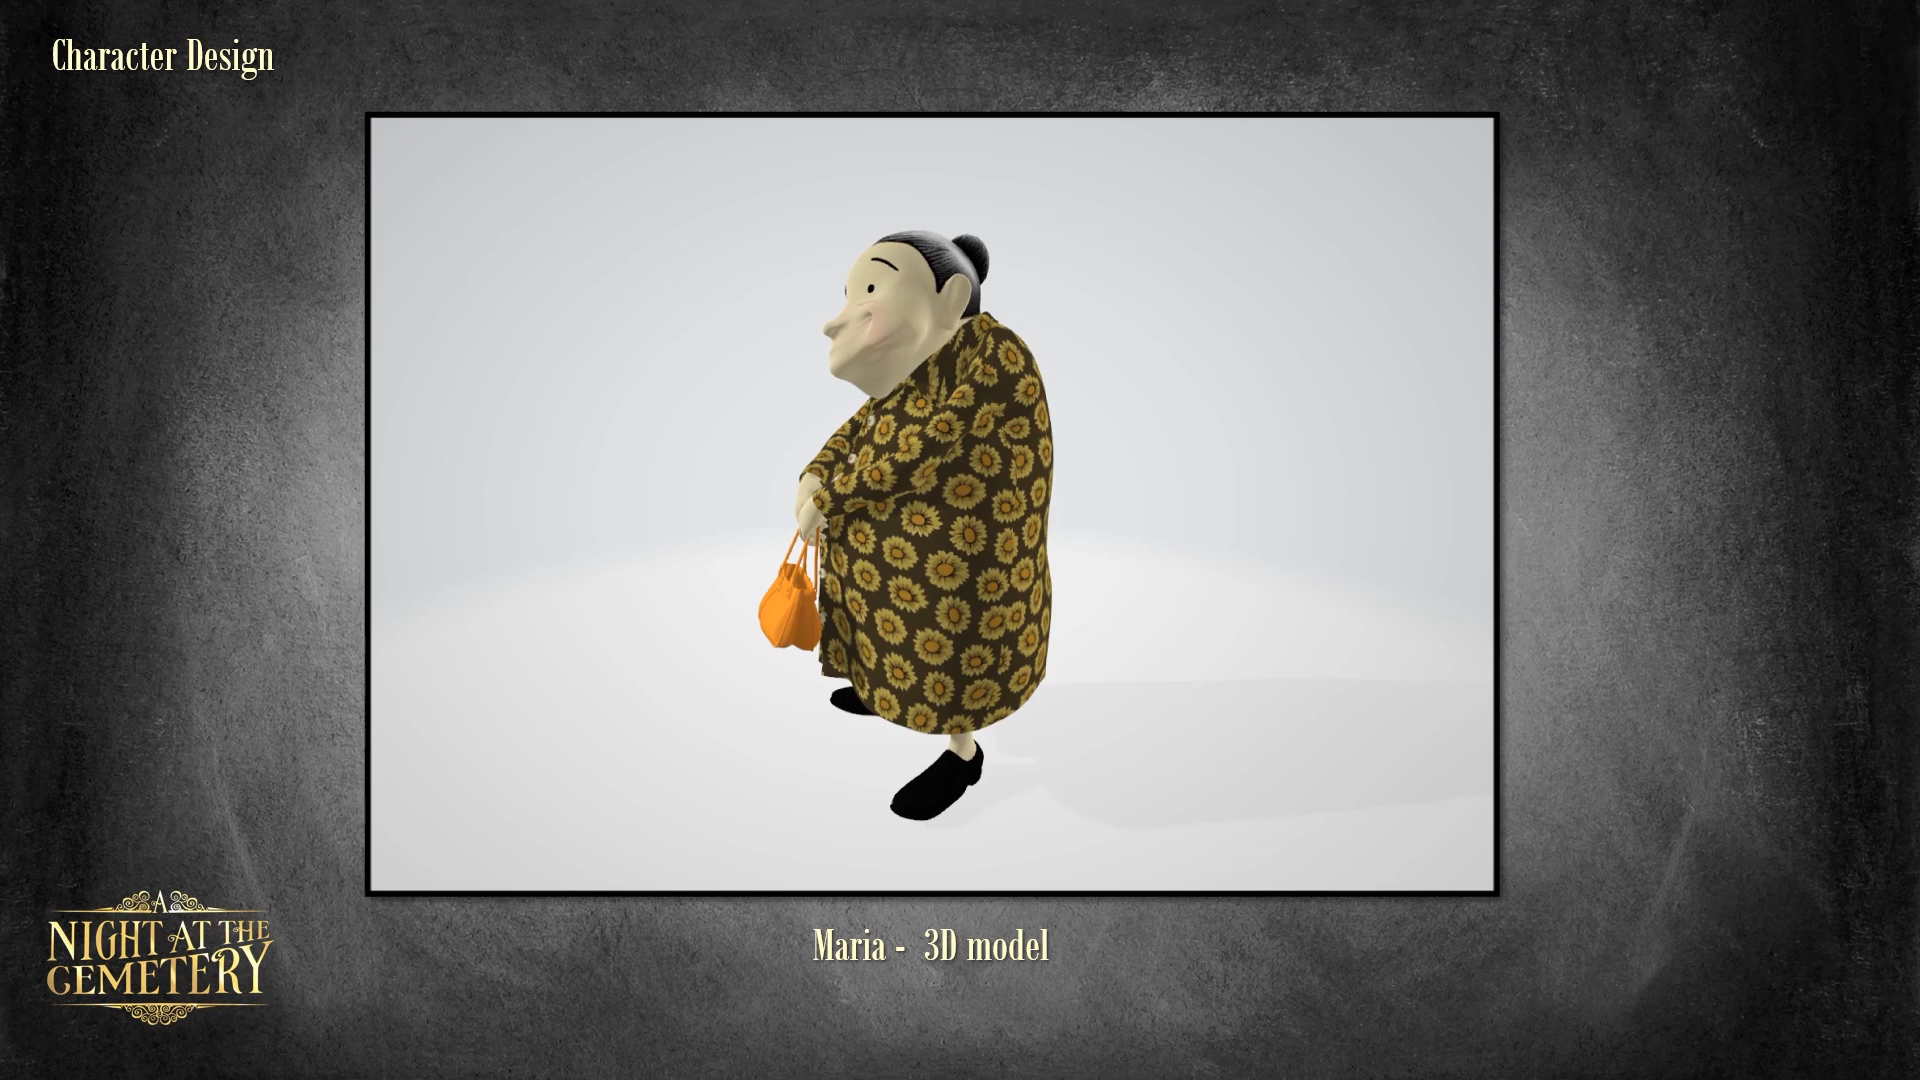 Character Design
A
NIGHT AT THE
CEMETERY
Maria - 3D model